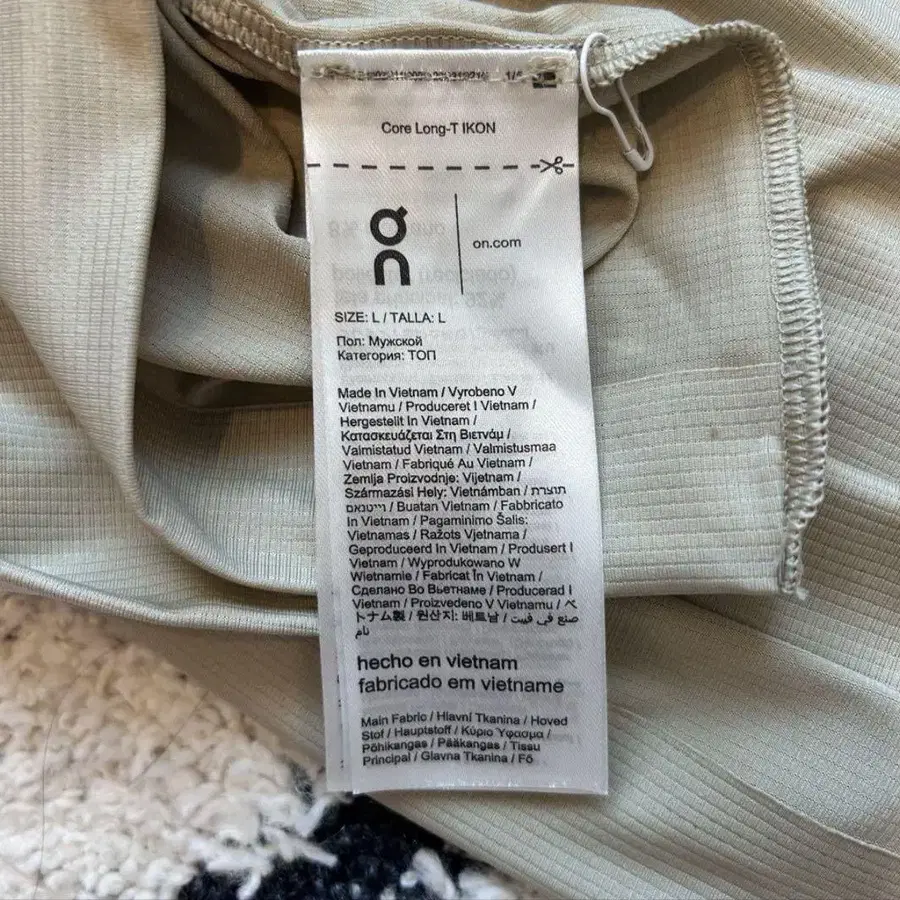 Core Long-T IKON
on
on.com
SIZE: L / TALLA: L
Пол: Мужской
Категория: ТОП
Made In Vietnam / Vyrobeno V
Vietnamu / Produceret I Vietnam /
Hergestellt In Vietnam /
Κατασκευάζεται Στη Βιετνάμ /
Valmistatud Vietnam / Valmistusmaa
Vietnam / Fabriqué Au Vietnam /
Zemlja Proizvodnje: Vijetnam /
Származási Hely: Vietnámban / תוצרת
וייטנאם / Buatan Vietnam / Fabbricato
In Vietnam / Pagaminimo Šalis:
Vietnamas / Ražots Vjetnama /
Geproduceerd In Vietnam / Produsert I
Vietnam / Wyprodukowano W
Wietnamie / Fabricat În Vietnam /
Сделано Во Вьетнаме / Producerad I
Vietnam / Proizvedeno V Vietnamu / ベ
トナム製 / 원산지: 베트남 / صنع في فييت
نام
hecho en vietnam
fabricado em vietname
Main Fabric / Hlavní Tkanina / Hoved
Stof / Hauptstoff / Κύριο Ύφασμα /
Põhikangas / Pääkangas / Tissu
Principal / Glavna Tkanina / Fő